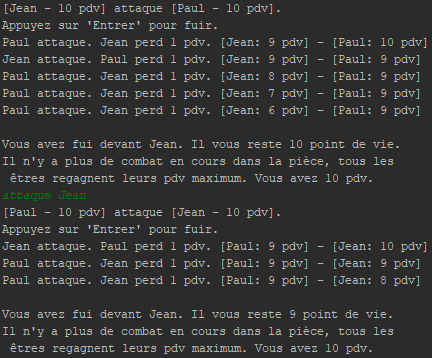 [Jean - 10 pdv] attaque [Paul - 10 pdv].
Appuyez sur 'Entrer' pour fuir.
Paul attaque. Jean perd 1 pdv. [Jean: 9 pdv] - [Paul: 10 pdv]
Jean attaque. Paul perd 1 pdv. [Jean: 9 pdv] - [Paul: 9 pdv]
Paul attaque. Jean perd 1 pdv. [Jean: 8 pdv] - [Paul: 9 pdv]
Paul attaque. Jean perd 1 pdv. [Jean: 7 pdv] - [Paul: 9 pdv]
Paul attaque. Jean perd 1 pdv. [Jean: 6 pdv] - [Paul: 9 pdv]

Vous avez fui devant Jean. Il vous reste 10 point de vie.
Il n'y a plus de combat en cours dans la pièce, tous les
 êtres regagnent leurs pdv maximum. Vous avez 10 pdv.
attaque Jean
[Paul - 10 pdv] attaque [Jean - 10 pdv].
Appuyez sur 'Entrer' pour fuir.
Jean attaque. Paul perd 1 pdv. [Paul: 9 pdv] - [Jean: 10 pdv]
Paul attaque. Jean perd 1 pdv. [Paul: 9 pdv] - [Jean: 9 pdv]
Paul attaque. Jean perd 1 pdv. [Paul: 9 pdv] - [Jean: 8 pdv]

Vous avez fui devant Jean. Il vous reste 9 point de vie.
Il n'y a plus de combat en cours dans la pièce, tous les
 êtres regagnent leurs pdv maximum. Vous avez 10 pdv.